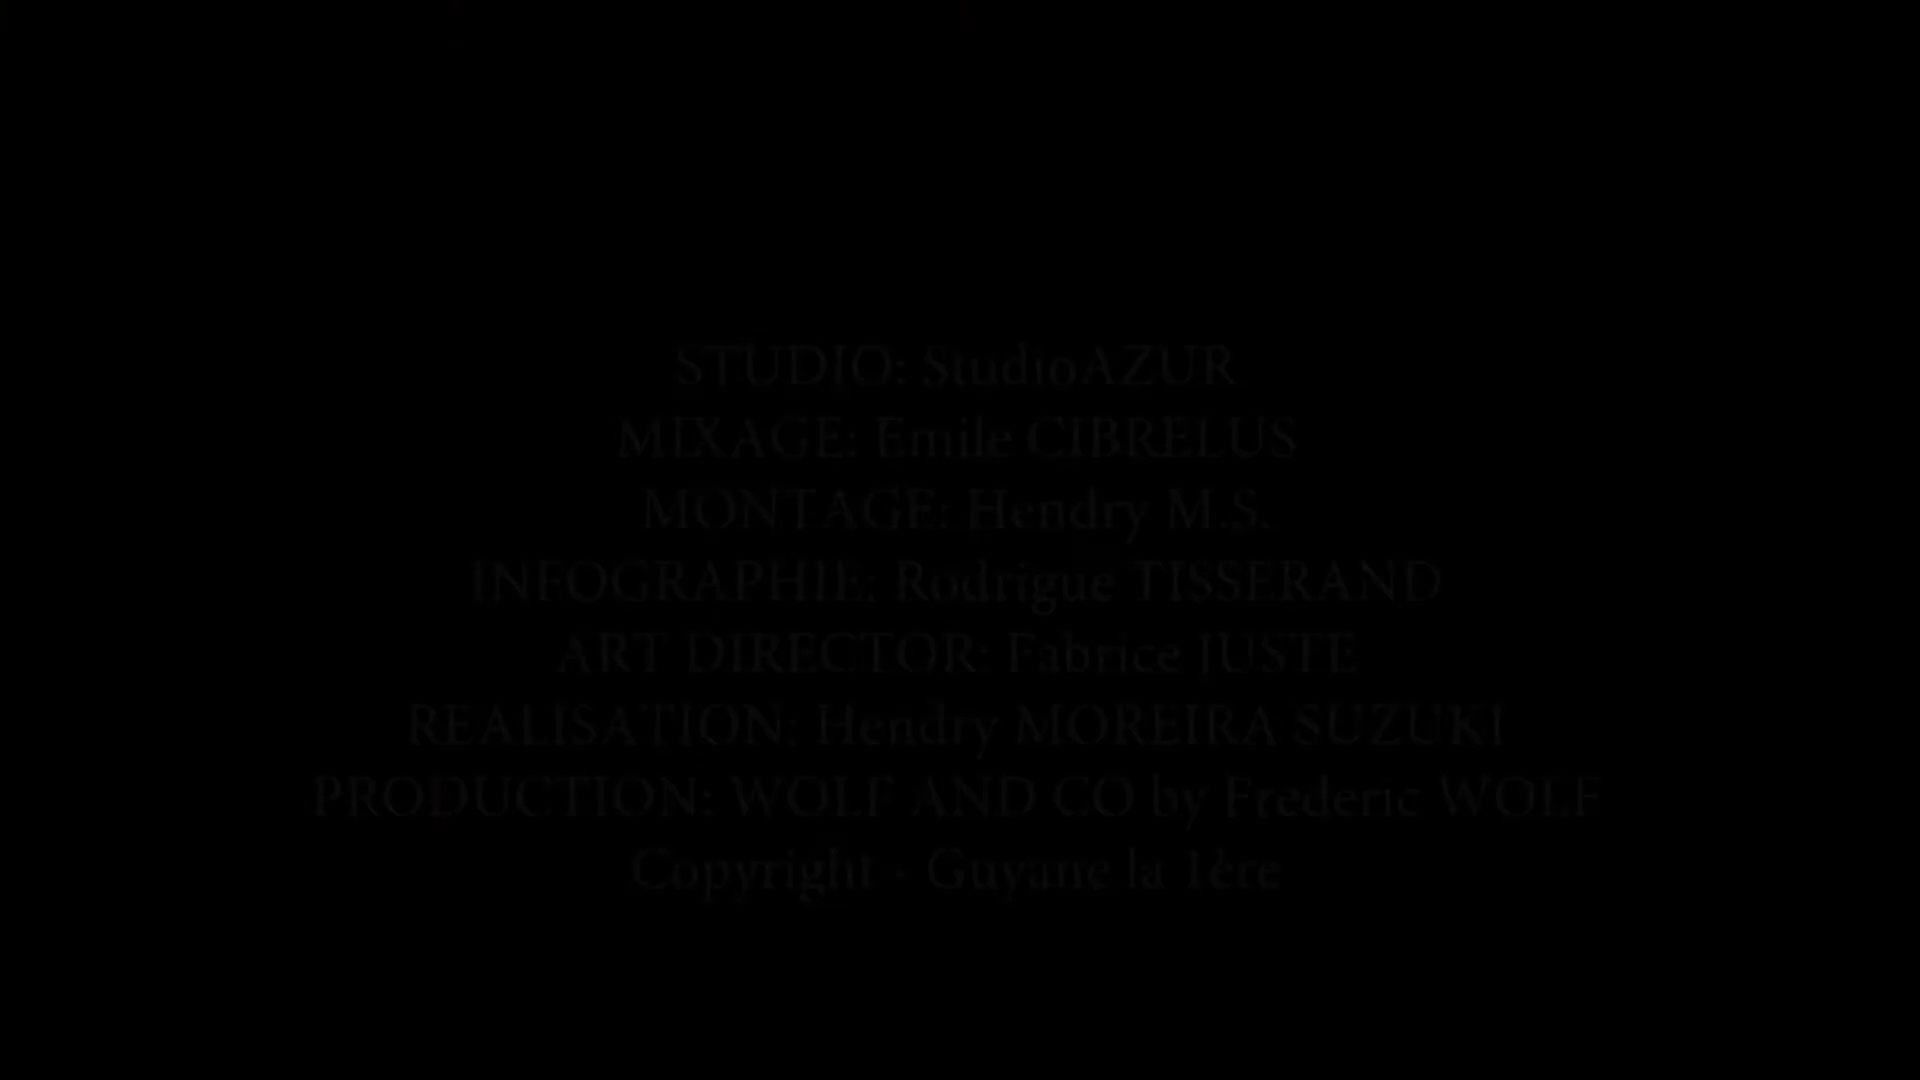 STUDIO: StudioAZUR
MIXAGE: Emile CIBRELUS
MONTAGE: Hendry M.S.
INFOGRAPHIE: Rodrigue TISSERAND
ART DIRECTOR: Fabrice JUSTE
REALISATION: Hendry MOREIRA SUZUKI
PRODUCTION: WOLF AND CO by Frederic WOLF
Copyright - Guyane la 1ère